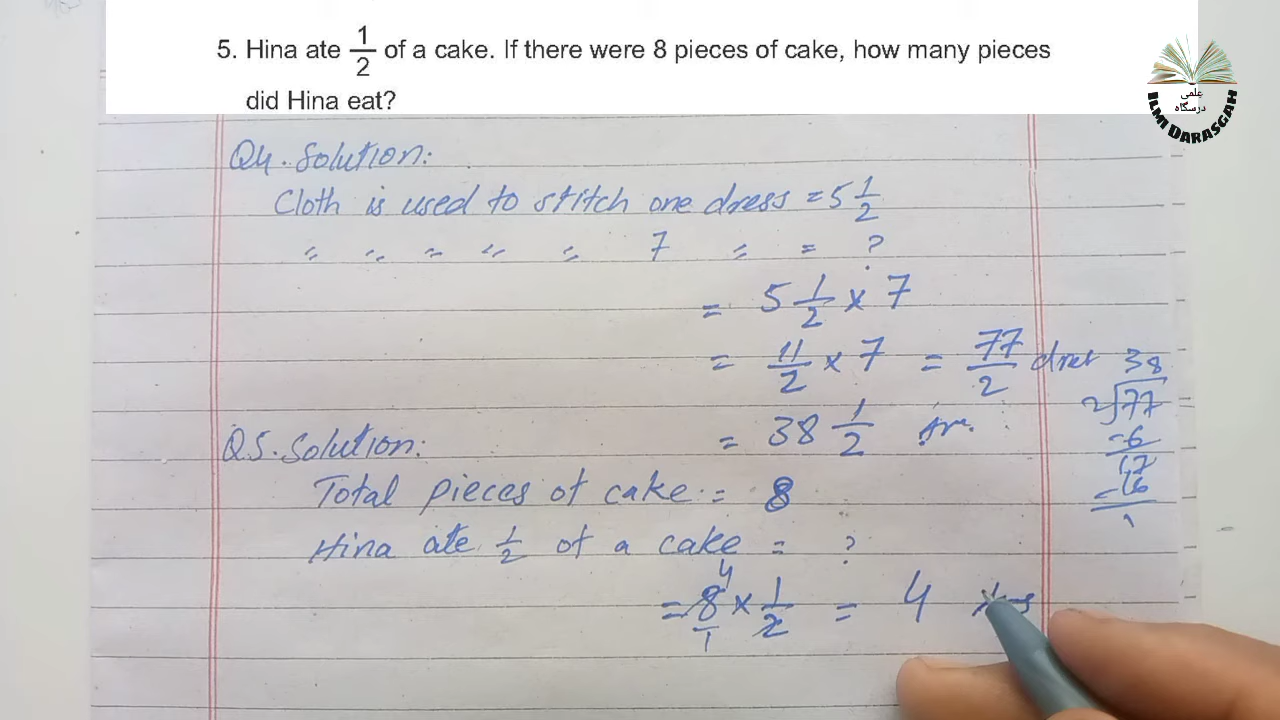 5. Hina ate 1/2 of a cake. If there were 8 pieces of cake, how many pieces
did Hina eat?
علمی
درسگاه
ILMI DARASGAH
Q4. Solution:
Cloth is used to stitch one dress = 5 1/2
〃 〃 〃 〃 〃 7 〃 = ?
= 5 1/2 × 7
= 11/2 × 7 = 77/2
38
2√77
-6
17
-16
1
= 38 1/2
Q5. Solution:
Total pieces of cake = 8
Hina ate 1/2 of a cake = ?
4
= 8/1 × 1/2 = 4